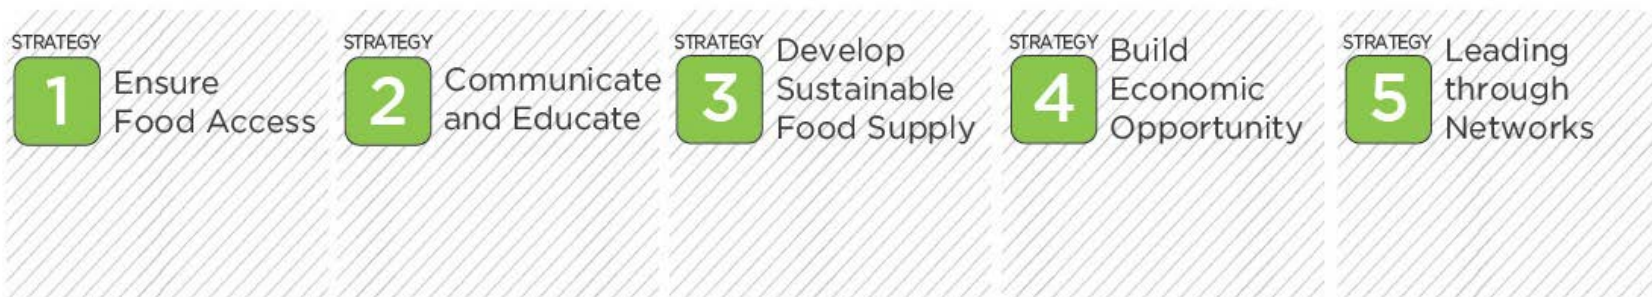 STRATEGY
1
Ensure
Food Access
STRATEGY
2
Communicate
and Educate
STRATEGY
3
Develop
Sustainable
Food Supply
STRATEGY
4
Build
Economic
Opportunity
STRATEGY
5
Leading
through
Networks